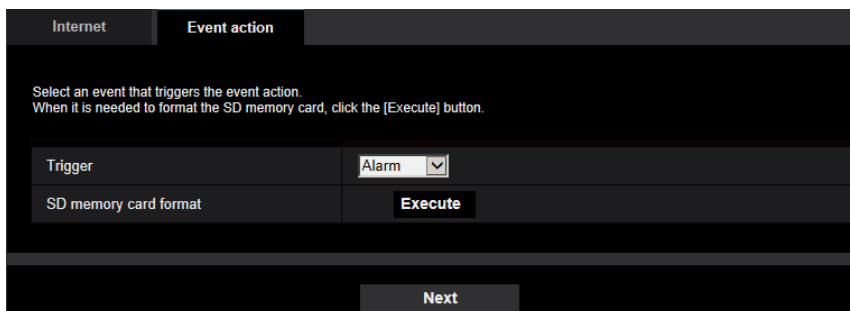 Internet Event action
Select an event that triggers the event action.
When it is needed to format the SD memory card, click the [Execute] button.
Trigger Alarm
SD memory card format Execute
Next